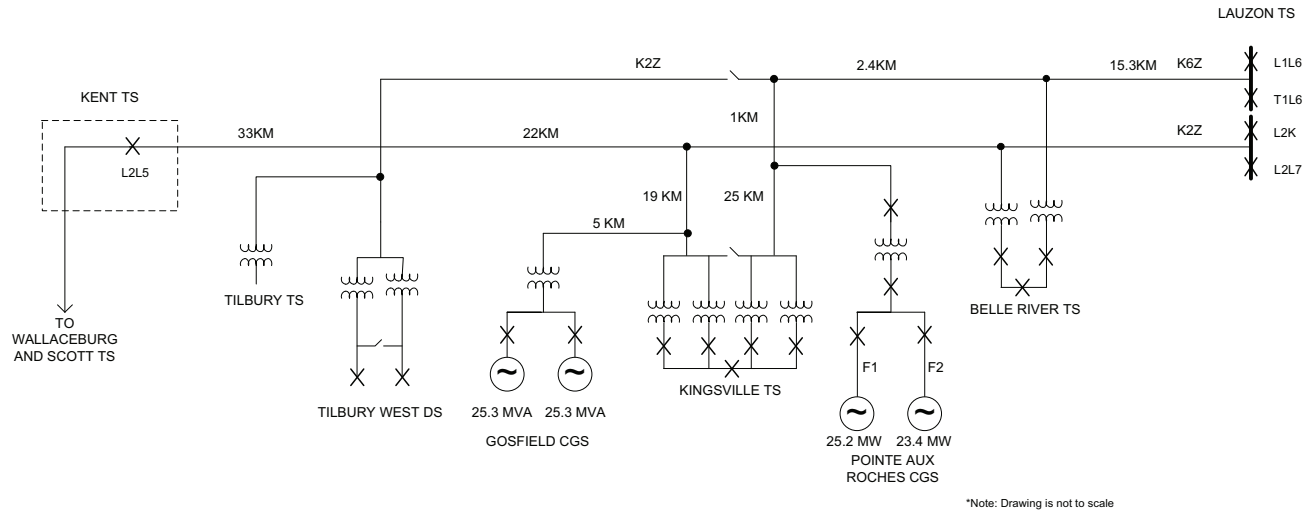 LAUZON TS
K2Z
2.4KM
15.3KM
K6Z
L1L6
T1L6
KENT TS
1KM
33KM
22KM
K2Z
L2K
L2L5
L2L7
19 KM
25 KM
5 KM
TILBURY TS
BELLE RIVER TS
TO
WALLACEBURG
AND SCOTT TS
F1
F2
KINGSVILLE TS
TILBURY WEST DS
25.3 MVA
25.3 MVA
GOSFIELD CGS
25.2 MW
23.4 MW
POINTE AUX
ROCHES CGS
*Note: Drawing is not to scale